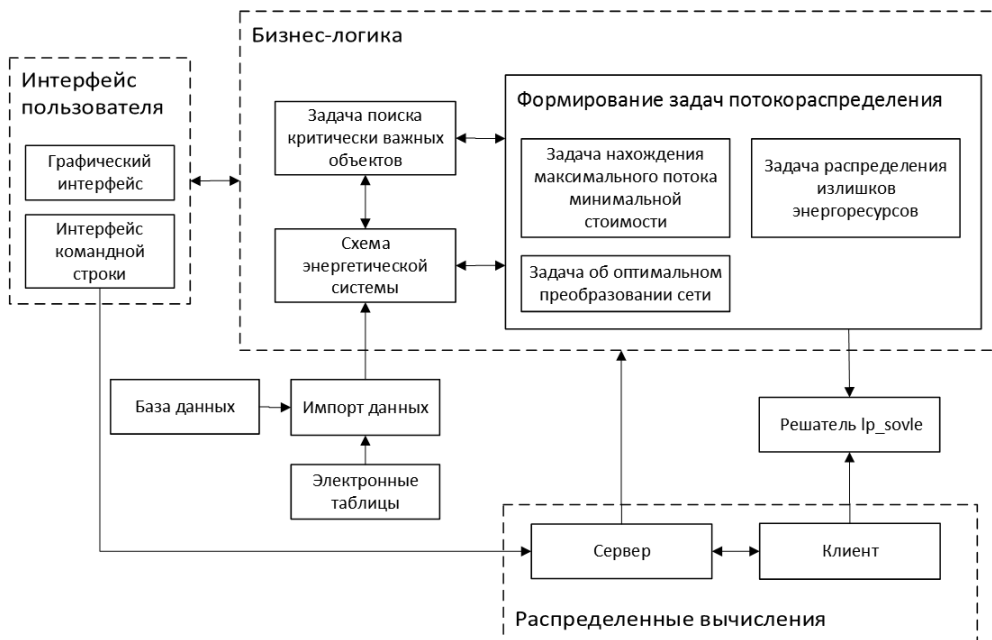 Бизнес-логика
Интерфейс
пользователя
Графический
интерфейс
Интерфейс
командной
строки
Задача поиска
критически важных
объектов
Схема
энергетической
системы
Формирование задач потокораспределения
Задача нахождения
максимального потока
минимальной
стоимости
Задача распределения
излишков
энергоресурсов
Задача об оптимальном
преобразовании сети
База данных
Импорт данных
Электронные
таблицы
Решатель lp_sovle
Сервер
Клиент
Распределенные вычисления